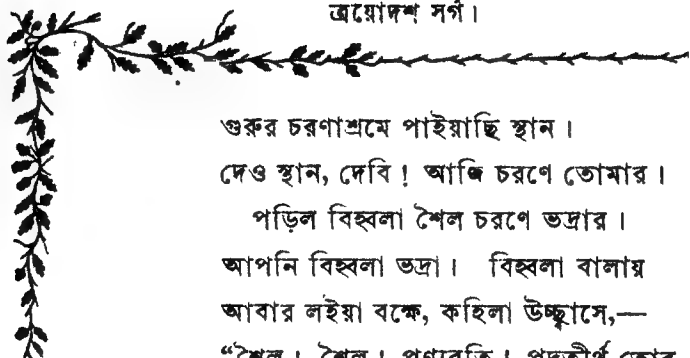 ত্রয়োদশ সর্গ।
গুরুর চরণাশ্রমে পাইয়াছি স্থান।
দেও স্থান, দেবি! আজি চরণে তোমার।
পড়িল বিহ্বলা শৈল চরণে ভদ্রার।
আপনি বিহ্বলা ভদ্রা। বিহ্বলা বালায়
আবার লইয়া বক্ষে, কহিলা উচ্ছ্বাসে,—
“শৈল! শৈল! পুণ্যবতি!